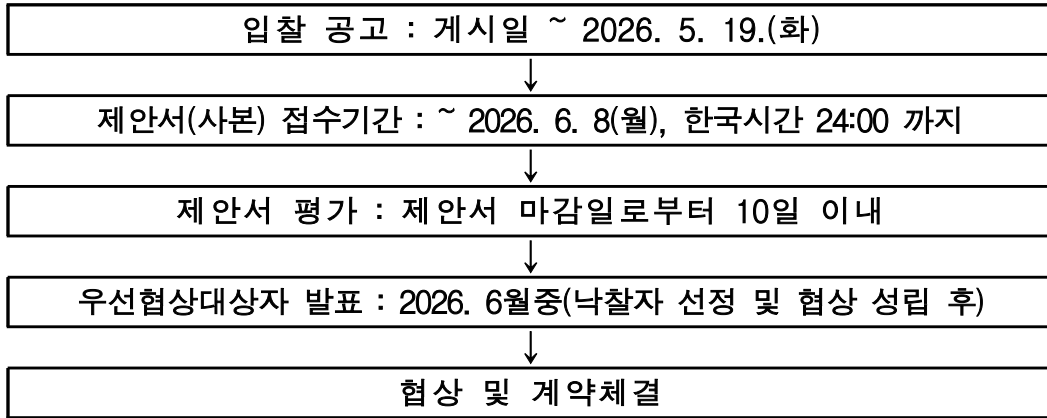 입찰 공고 : 게시일 ~ 2026. 5. 19.(화)
↓
제안서(사본) 접수기간 : ~ 2026. 6. 8(월), 한국시간 24:00 까지
↓
제안서 평가 : 제안서 마감일로부터 10일 이내
↓
우선협상대상자 발표 : 2026. 6월중(낙찰자 선정 및 협상 성립 후)
↓
협상 및 계약체결